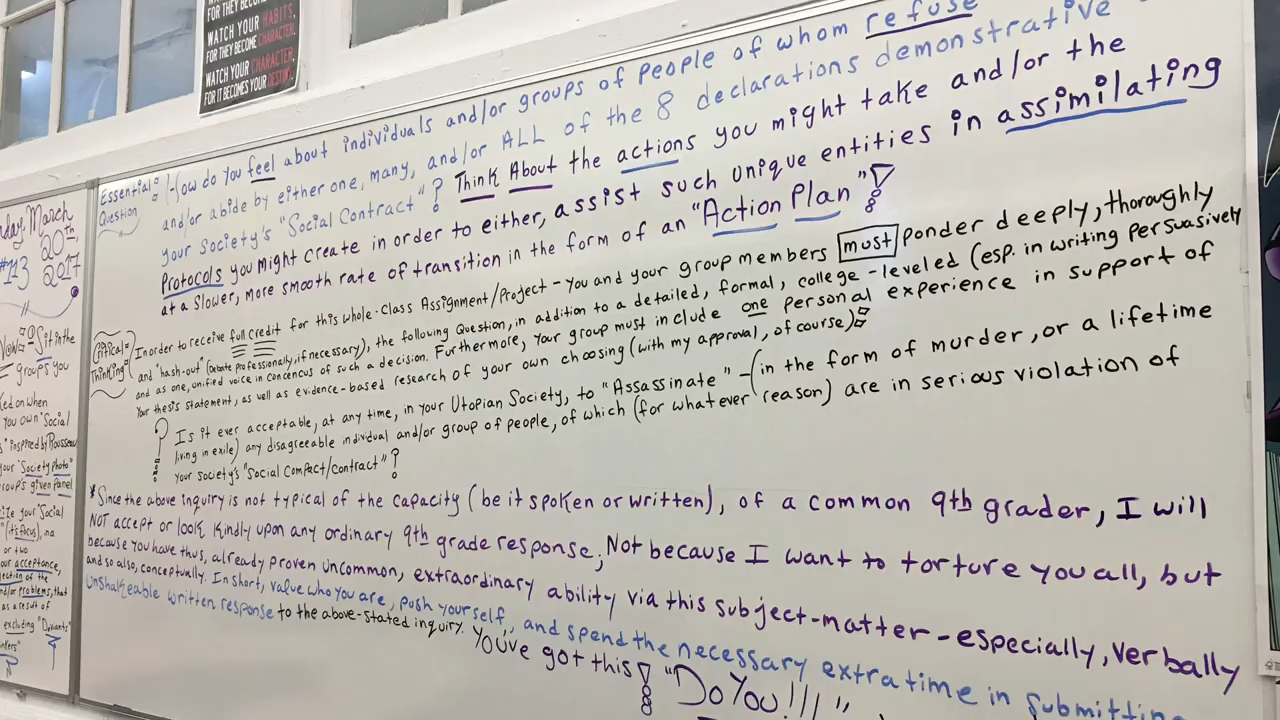 FOR THEY BECOME
WATCH YOUR HABITS,
FOR THEY BECOME CHARACTER.
WATCH YOUR CHARACTER,
FOR IT BECOMES YOUR DESTINY.
March
20th,
#113 2017
Sit in the
groups you
on when
you own "Social
inspired by Rousseau
your "Society photo"
given panel
your "Social
"(it's focus), in a
or two
our acceptance,
of the
and/or problems, that
as a result of
excluding "Deviants"
Essential
Question
How do you feel about individuals and/or groups of people of whom refuse
and/or abide by either one, many, and/or ALL of the 8 declarations demonstrative
your society's "Social Contract"? Think About the actions you might take and/or the
Protocols you might create in order to either, assist such unique entities in assimilating
at a slower, more smooth rate of transition in the form of an "Action Plan"!
Critical
Thinking
In order to receive full credit for this whole-class Assignment/Project - You and your group members must ponder deeply, thoroughly
and "hash-out" (Debate professionally, if necessary), the following Question, in addition to a detailed, formal, college-leveled (esp. in writing persuasively
and as one, unified voice in concencus of such a decision. Furthermore, Your group must include one personal experience in support of
Your thesis statement, as well as evidence-based research of your own choosing (with my approval, of course):
Is it ever acceptable, at any time, in your Utopian Society, to "Assassinate" - (in the form of murder, or a lifetime
living in exile) any disagreeable individual and/or group of people, of which (for whatever reason) are in serious violation of
your society's "Social Compact/Contract"?
*Since the above inquiry is not typical of the capacity (be it spoken or written), of a common 9th grader, I will
NOT accept or look kindly upon any ordinary 9th grade response; Not because I want to torture you all, but
because you have thus, already proven uncommon, extraordinary ability via this subject-matter-especially, verbally
and so also, conceptually. In short, value who you are, push yourself, and spend the necessary extra time in submitting
unshakeable written response to the above-stated inquiry. You've got this! "Do You!!!!"